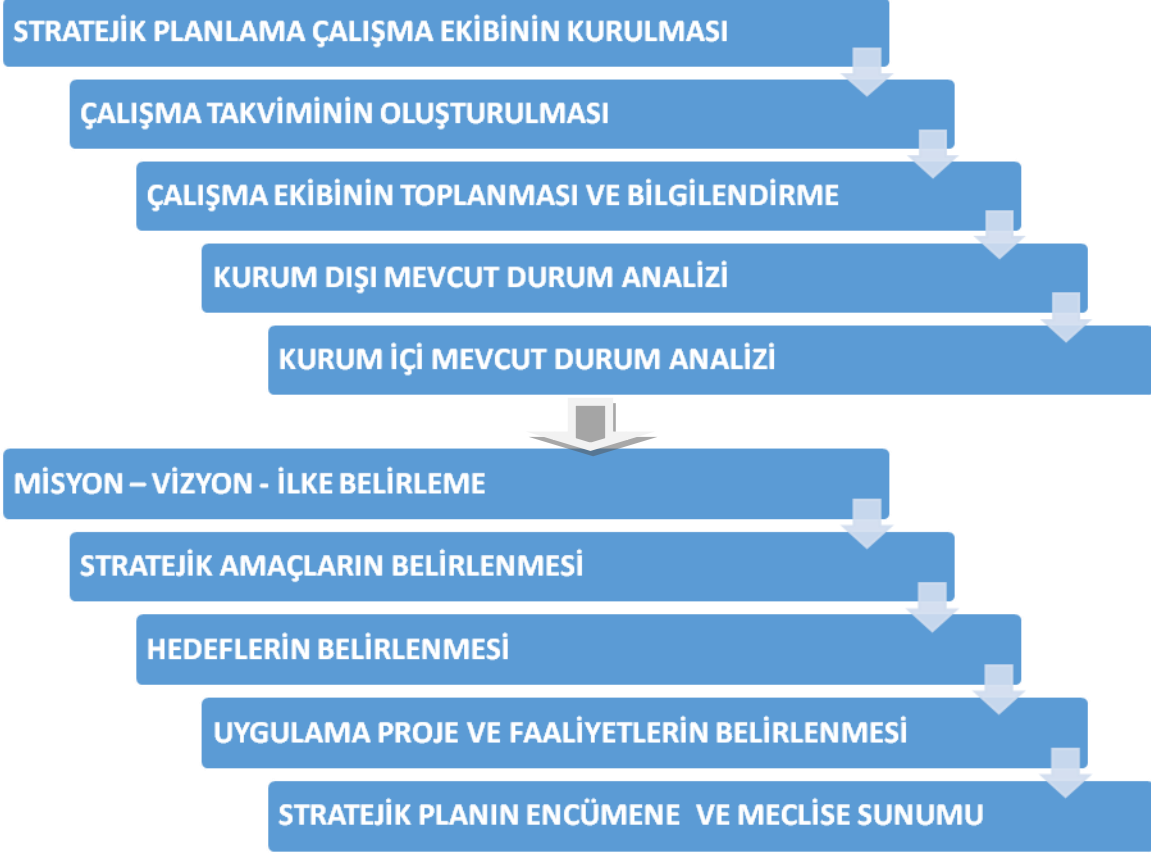 STRATEJİK PLANLAMA ÇALIŞMA EKİBİNİN KURULMASI
ÇALIŞMA TAKVİMİNİN OLUŞTURULMASI
ÇALIŞMA EKİBİNİN TOPLANMASI VE BİLGİLENDİRME
KURUM DIŞI MEVCUT DURUM ANALİZİ
KURUM İÇİ MEVCUT DURUM ANALİZİ
MİSYON – VİZYON - İLKE BELİRLEME
STRATEJİK AMAÇLARIN BELİRLENMESİ
HEDEFLERİN BELİRLENMESİ
UYGULAMA PROJE VE FAALİYETLERİN BELİRLENMESİ
STRATEJİK PLANIN ENCÜMENE VE MECLİSE SUNUMU